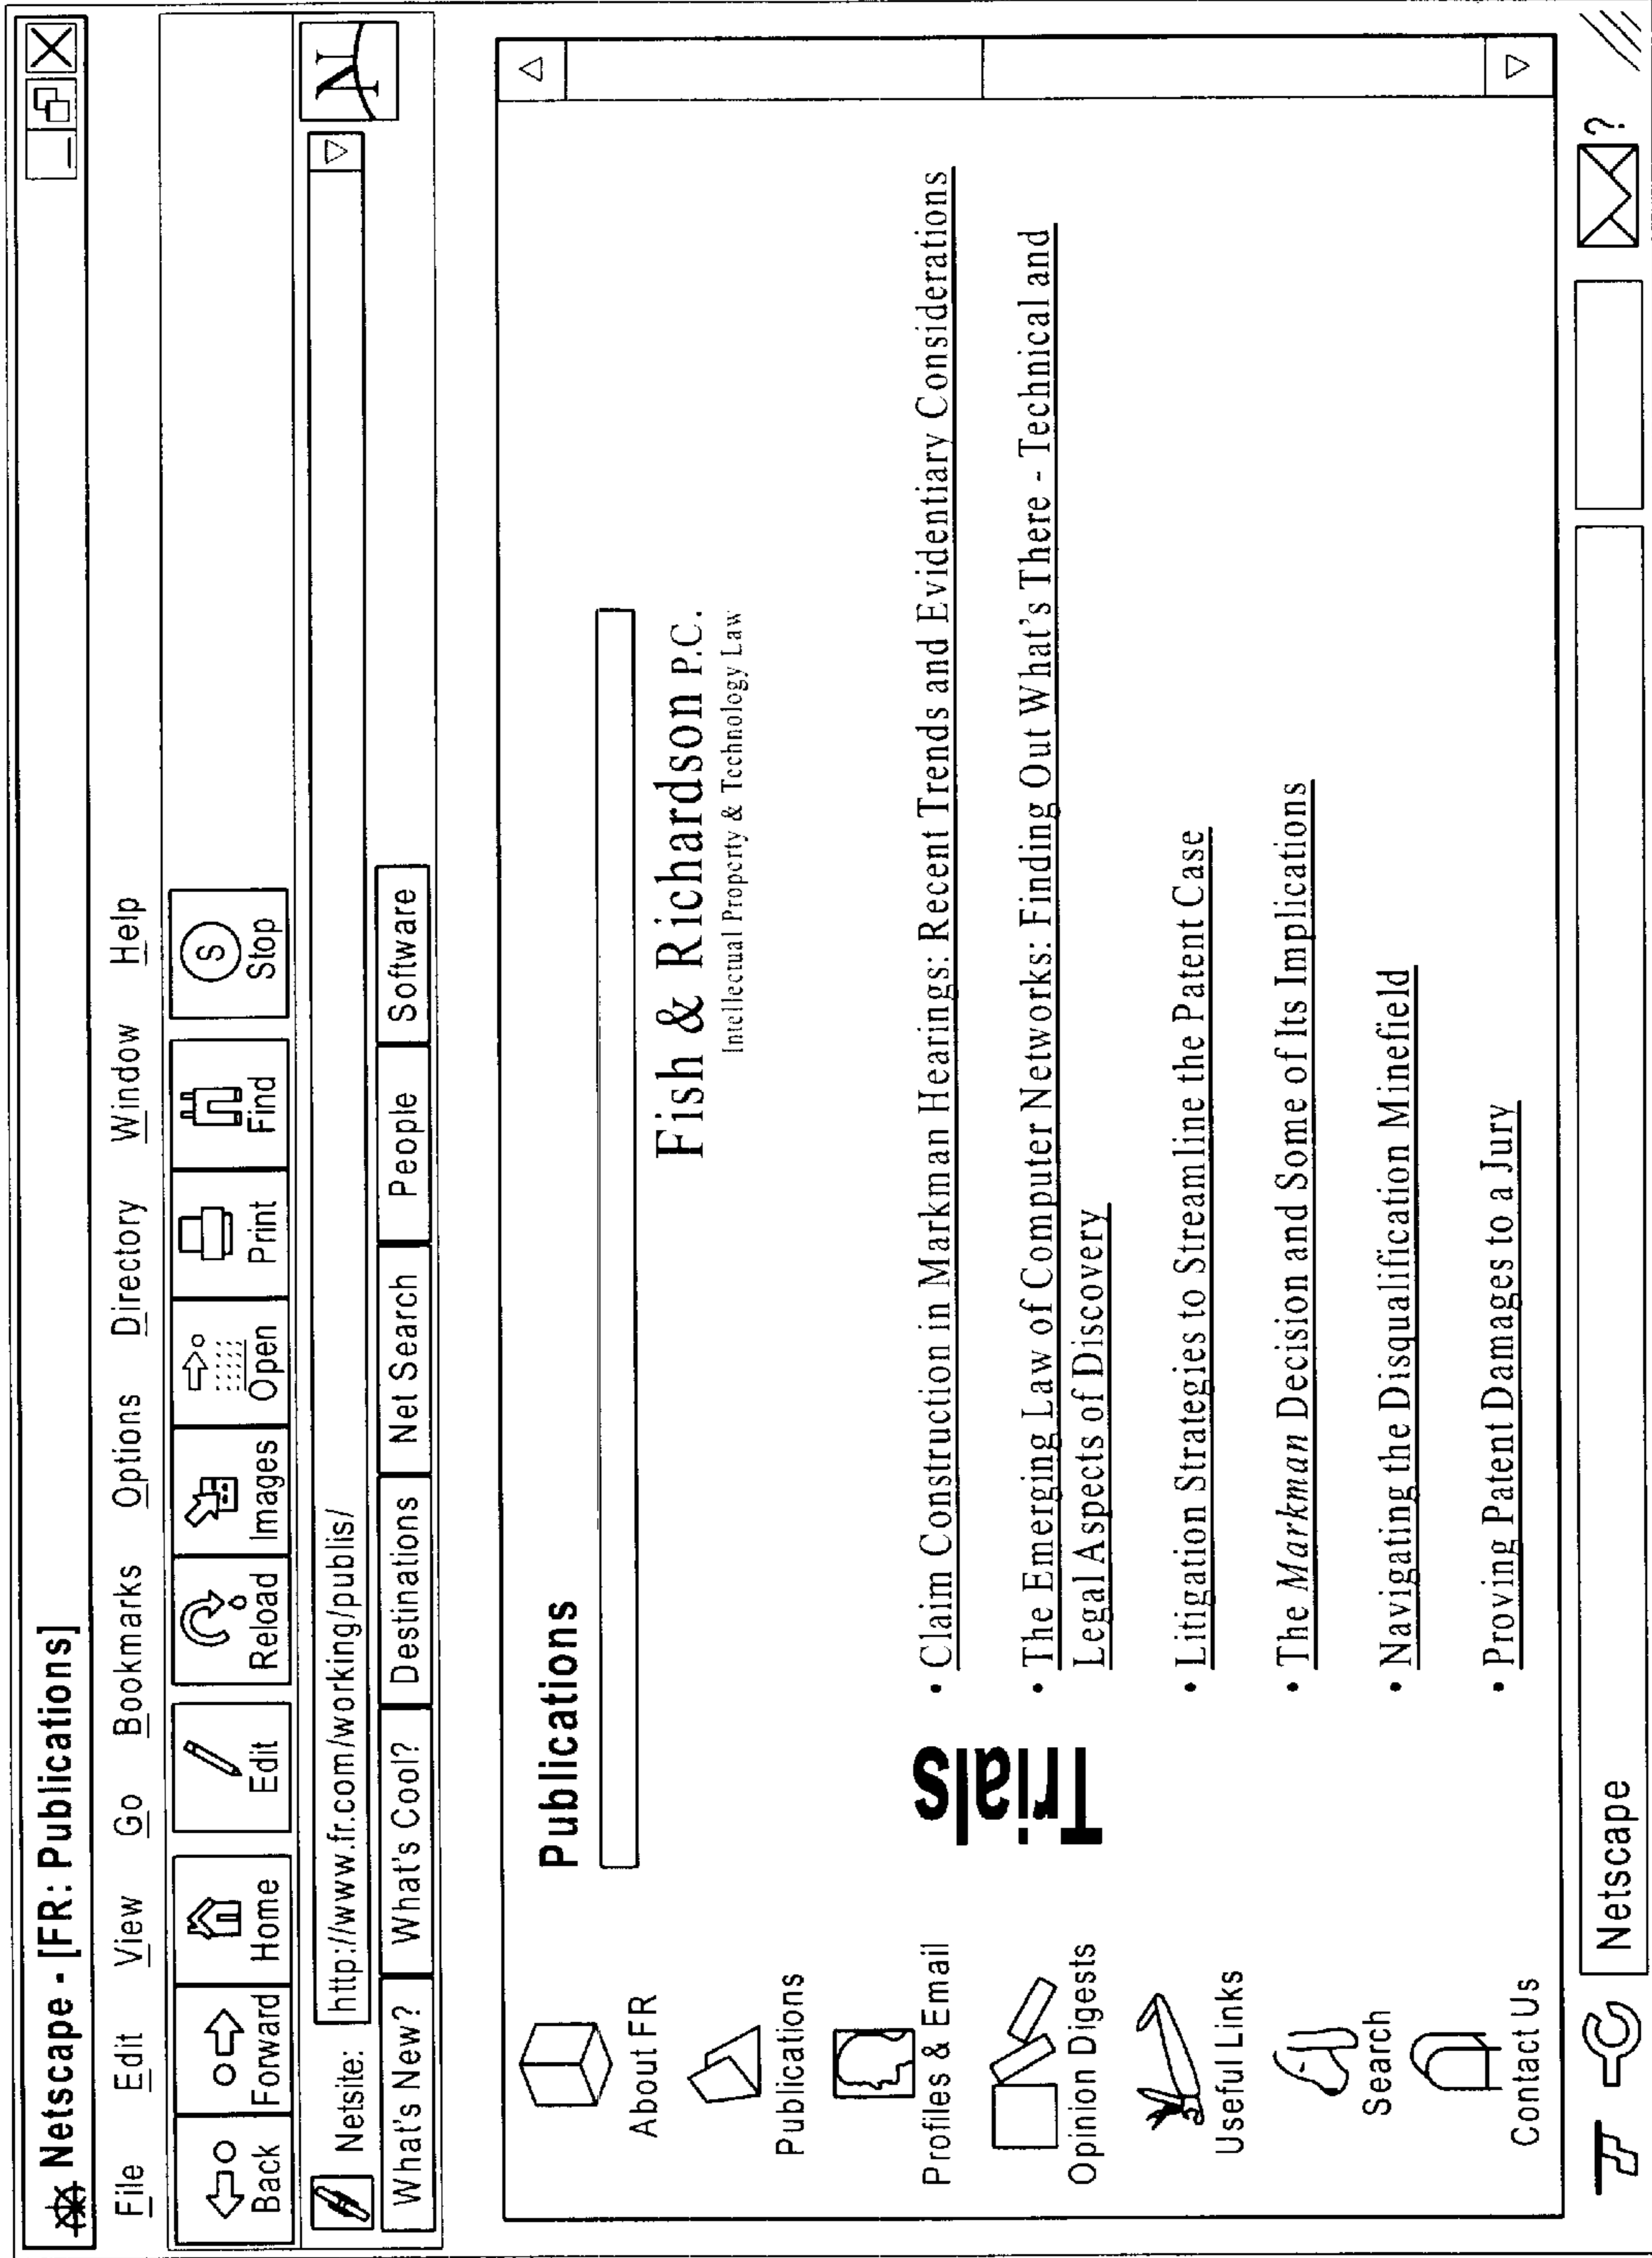 Netscape - [FR: Publications]
File Edit View Go Bookmarks Options Directory Window Help
Back Forward Home Edit Reload Images Open Print Find Stop
S
Netsite: http://www.fr.com/working/publis/
N
What's New? What's Cool? Destinations Net Search People Software
Publications
Fish & Richardson P.C.
Intellectual Property & Technology Law
About FR
Publications
Profiles & Email
Opinion Digests
Useful Links
Search
Contact Us
Trials
• Claim Construction in Markman Hearings: Recent Trends and Evidentiary Considerations
• The Emerging Law of Computer Networks: Finding Out What's There - Technical and
Legal Aspects of Discovery
• Litigation Strategies to Streamline the Patent Case
• The Markman Decision and Some of Its Implications
• Navigating the Disqualification Minefield
• Proving Patent Damages to a Jury
Netscape
?